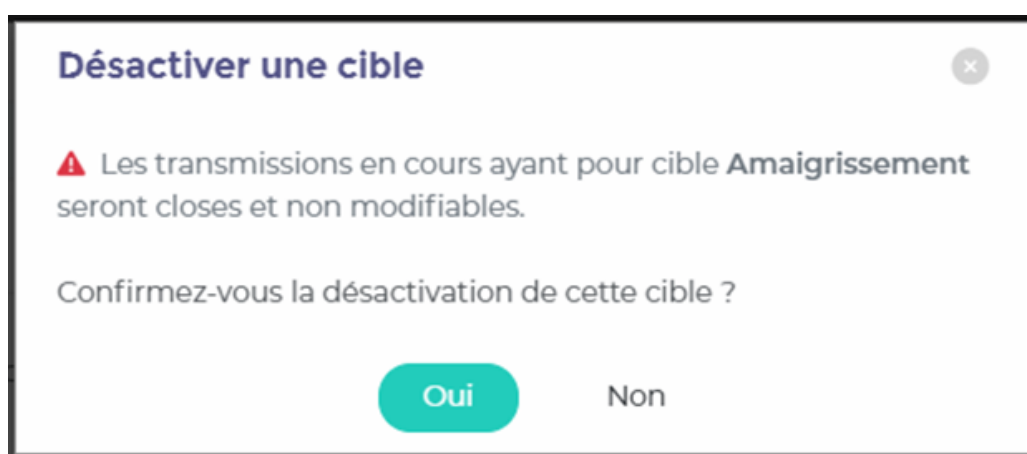 Désactiver une cible
Les transmissions en cours ayant pour cible Amaigrissement
seront closes et non modifiables.
Confirmez-vous la désactivation de cette cible ?
Oui
Non